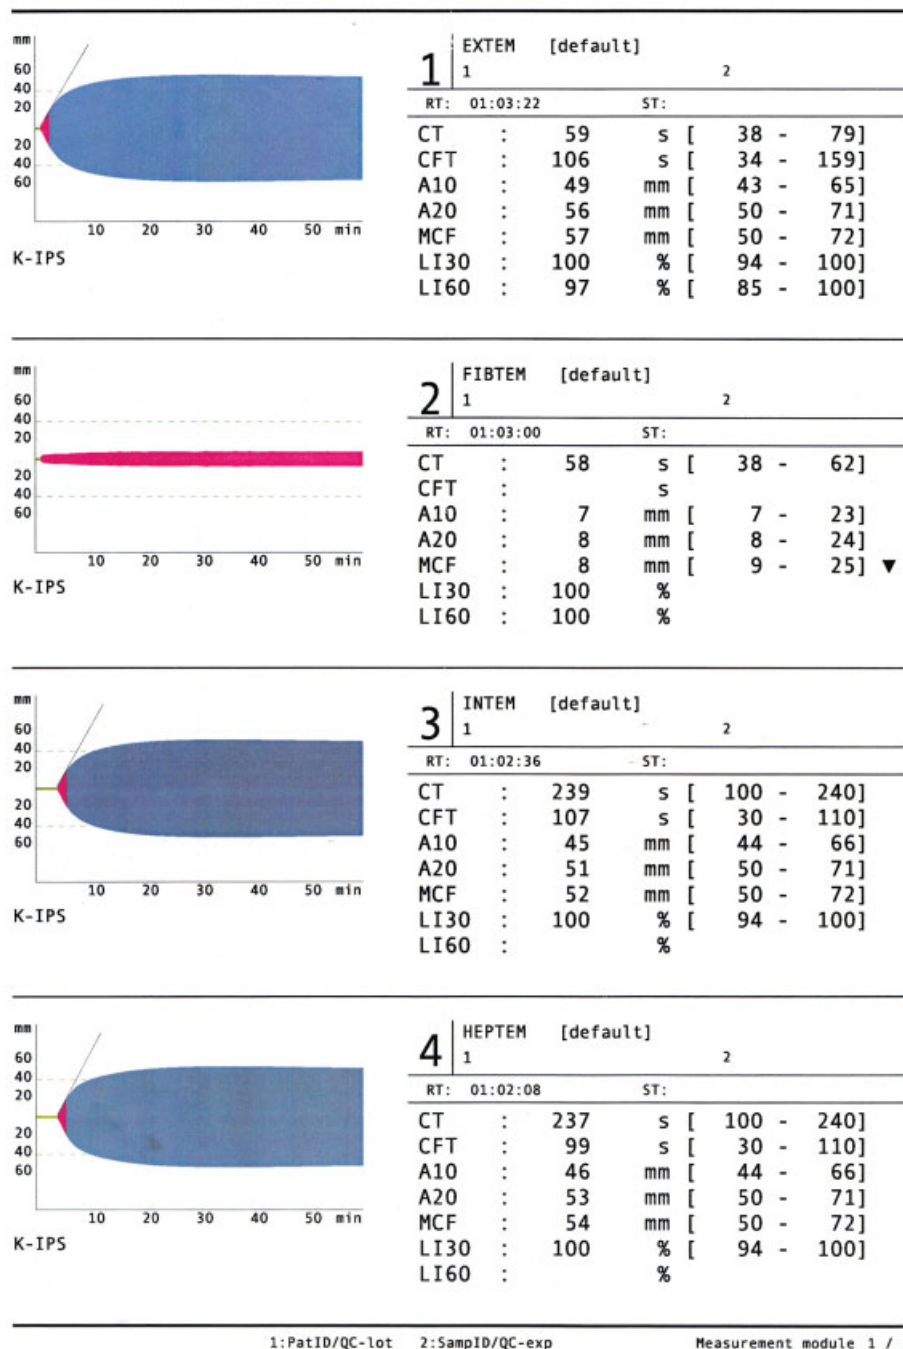 mm
60
40
20
20
40
60
10 20 30 40 50 min
K-IPS
1 EXTEM [default]
1 2
RT: 01:03:22 ST:
CT : 59 s [ 38 - 79]
CFT : 106 s [ 34 - 159]
A10 : 49 mm [ 43 - 65]
A20 : 56 mm [ 50 - 71]
MCF : 57 mm [ 50 - 72]
LI30 : 100 % [ 94 - 100]
LI60 : 97 % [ 85 - 100]
mm
60
40
20
20
40
60
10 20 30 40 50 min
K-IPS
2 FIBTEM [default]
1 2
RT: 01:03:00 ST:
CT : 58 s [ 38 - 62]
CFT : s
A10 : 7 mm [ 7 - 23]
A20 : 8 mm [ 8 - 24]
MCF : 8 mm [ 9 - 25] ▼
LI30 : 100 %
LI60 : 100 %
mm
60
40
20
20
40
60
10 20 30 40 50 min
K-IPS
3 INTEM [default]
1 2
RT: 01:02:36 ST:
CT : 239 s [ 100 - 240]
CFT : 107 s [ 30 - 110]
A10 : 45 mm [ 44 - 66]
A20 : 51 mm [ 50 - 71]
MCF : 52 mm [ 50 - 72]
LI30 : 100 % [ 94 - 100]
LI60 : %
mm
60
40
20
20
40
60
10 20 30 40 50 min
K-IPS
4 HEPTEM [default]
1 2
RT: 01:02:08 ST:
CT : 237 s [ 100 - 240]
CFT : 99 s [ 30 - 110]
A10 : 46 mm [ 44 - 66]
A20 : 53 mm [ 50 - 71]
MCF : 54 mm [ 50 - 72]
LI30 : 100 % [ 94 - 100]
LI60 : %
1:PatID/QC-lot 2:SampID/QC-exp Measurement module 1 /